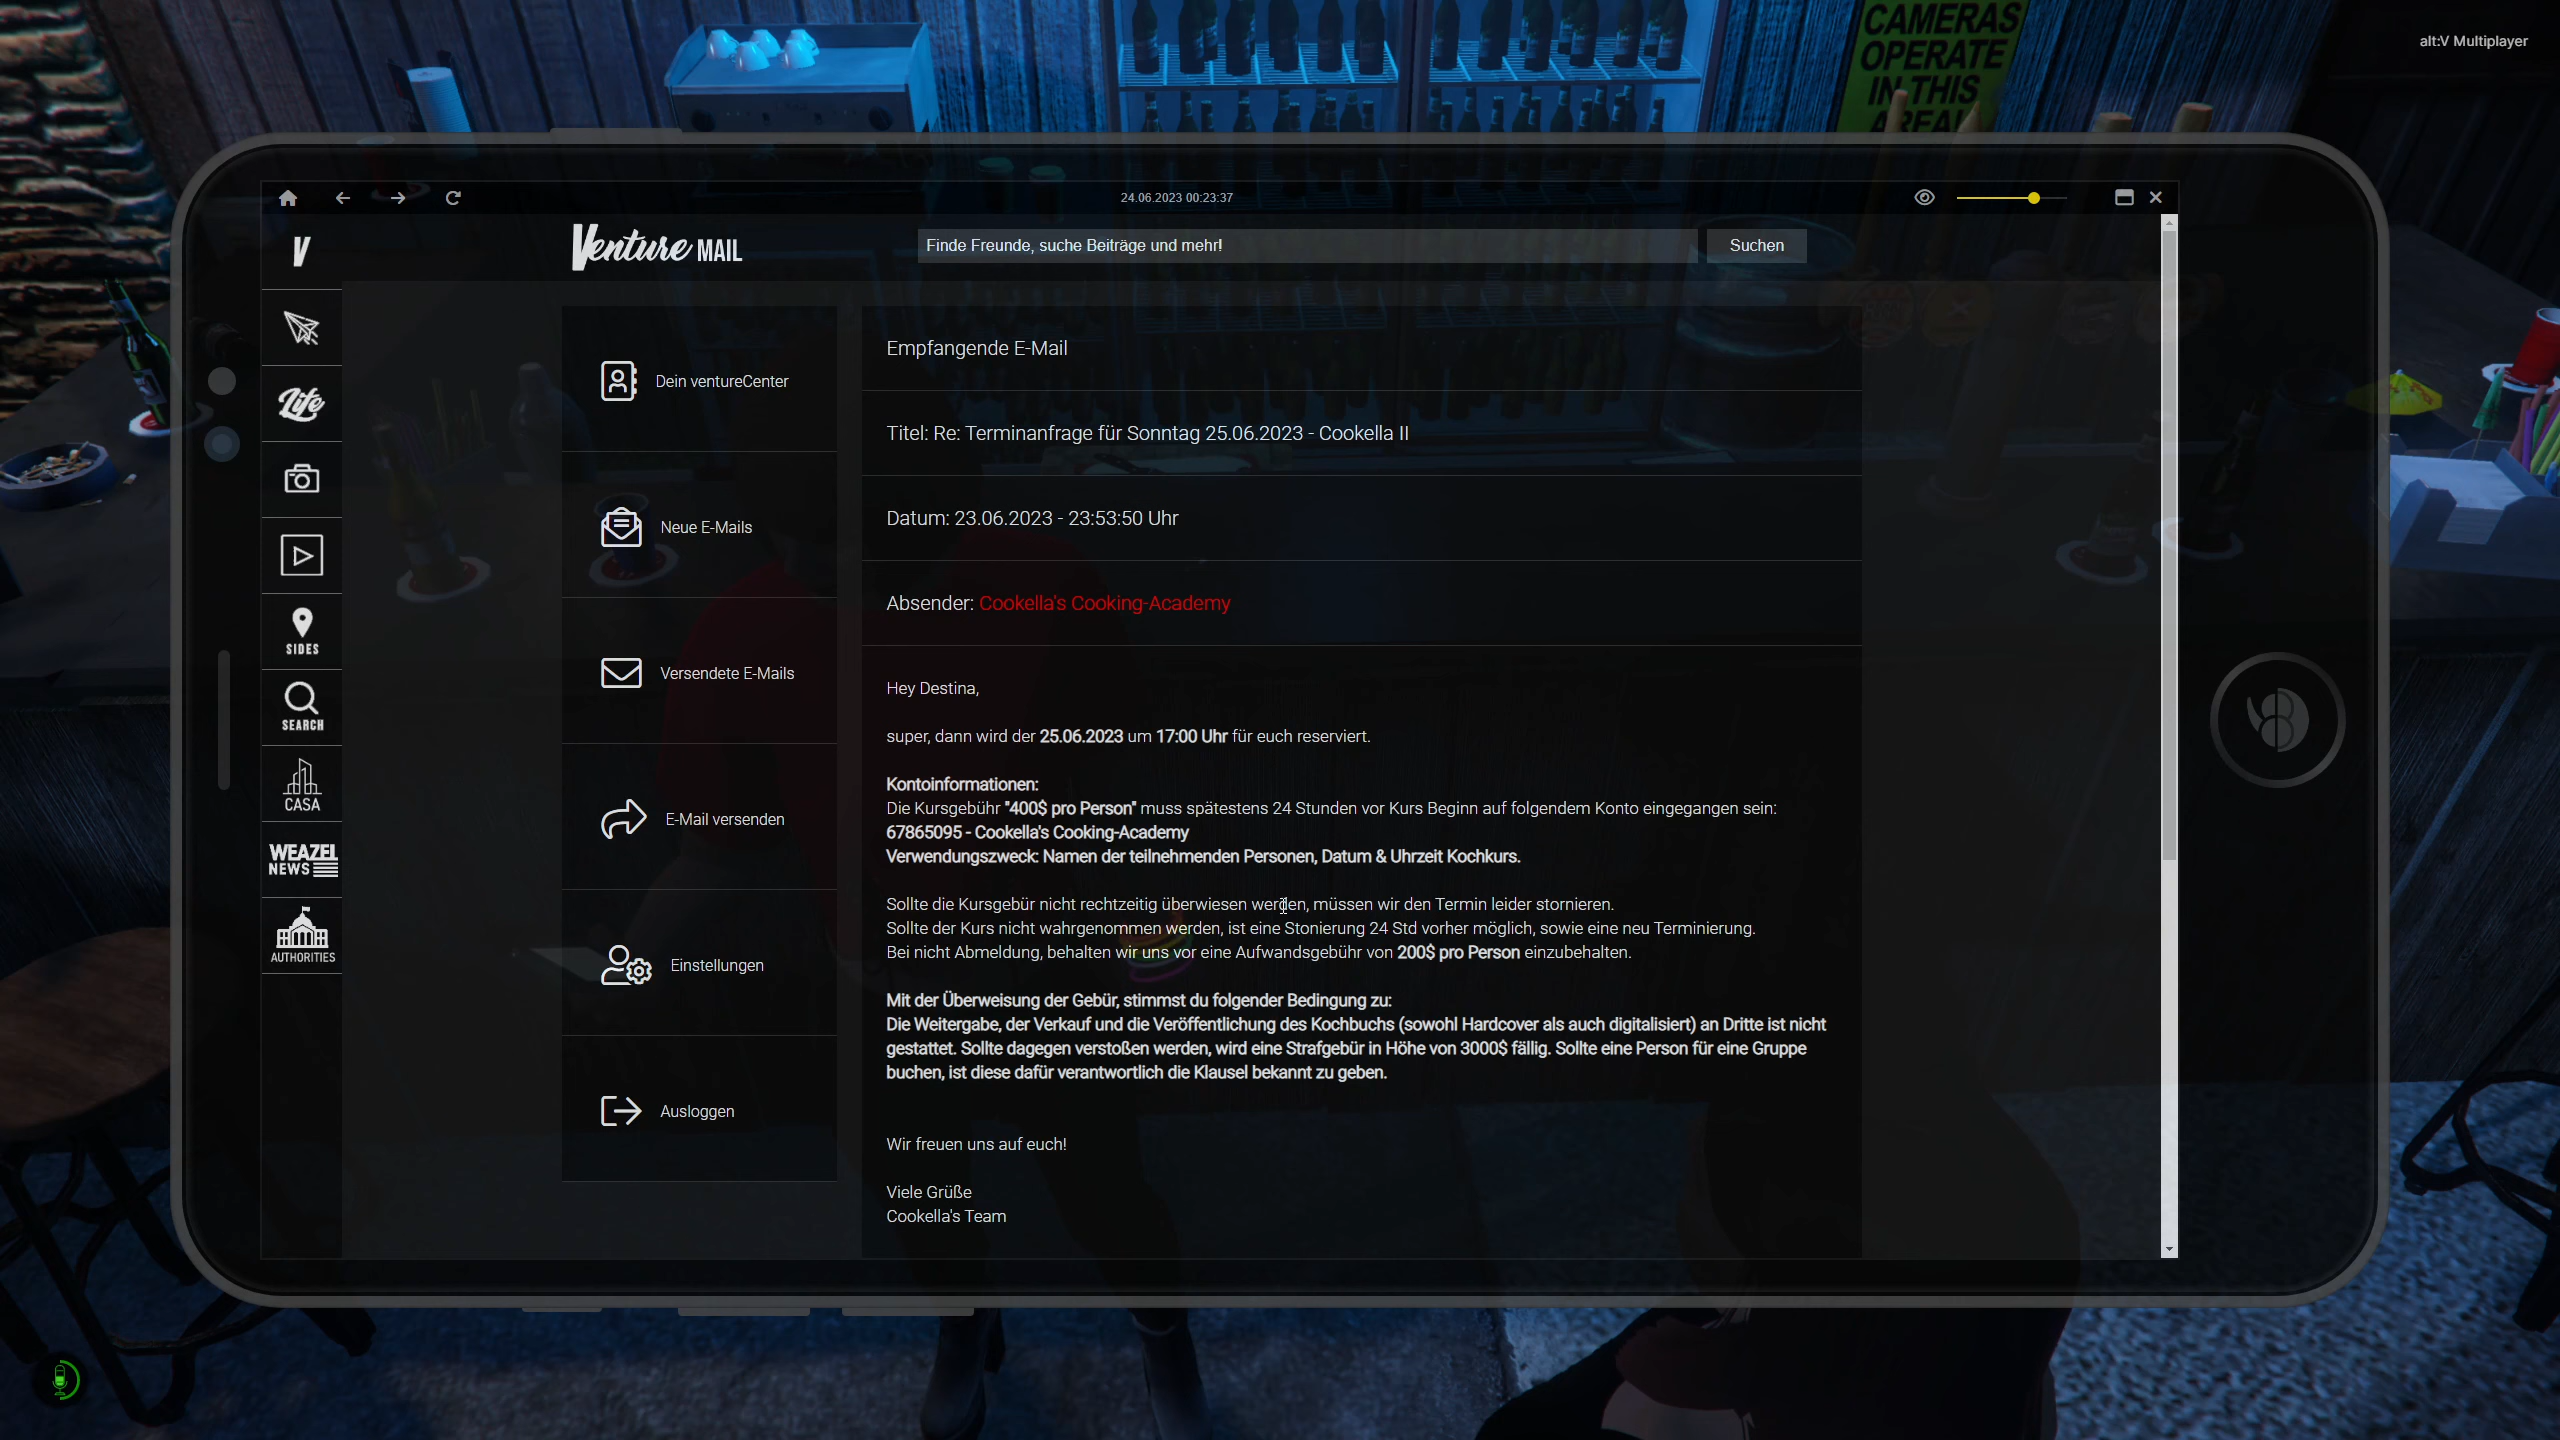 CAMERAS
OPERATE
IN THIS
AREA
alt:V Multiplayer
24.06.2023 00:23:37
V
Venture MAIL
Finde Freunde, suche Beiträge und mehr!
Suchen
Life
SIDES
SEARCH
CASA
WEAZEL
NEWS
AUTHORITIES
Dein ventureCenter
Neue E-Mails
Versendete E-Mails
E-Mail versenden
Einstellungen
Ausloggen
Empfangende E-Mail
Titel: Re: Terminanfrage für Sonntag 25.06.2023 - Cookella II
Datum: 23.06.2023 - 23:53:50 Uhr
Absender: Cookella's Cooking-Academy
Hey Destina,
super, dann wird der 25.06.2023 um 17:00 Uhr für euch reserviert.
Kontoinformationen:
Die Kursgebühr "400$ pro Person" muss spätestens 24 Stunden vor Kurs Beginn auf folgendem Konto eingegangen sein:
67865095 - Cookella's Cooking-Academy
Verwendungszweck: Namen der teilnehmenden Personen, Datum & Uhrzeit Kochkurs.
Sollte die Kursgebür nicht rechtzeitig überwiesen werden, müssen wir den Termin leider stornieren.
Sollte der Kurs nicht wahrgenommen werden, ist eine Stonierung 24 Std vorher möglich, sowie eine neu Terminierung.
Bei nicht Abmeldung, behalten wir uns vor eine Aufwandsgebühr von 200$ pro Person einzubehalten.
Mit der Überweisung der Gebür, stimmst du folgender Bedingung zu:
Die Weitergabe, der Verkauf und die Veröffentlichung des Kochbuchs (sowohl Hardcover als auch digitalisiert) an Dritte ist nicht
gestattet. Sollte dagegen verstoßen werden, wird eine Strafgebür in Höhe von 3000$ fällig. Sollte eine Person für eine Gruppe
buchen, ist diese dafür verantwortlich die Klausel bekannt zu geben.
Wir freuen uns auf euch!
Viele Grüße
Cookella's Team